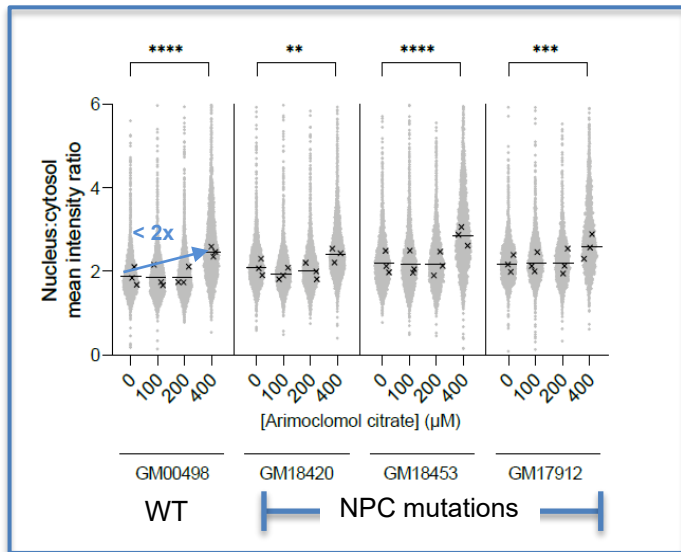 **** ** **** ***
Nucleus:cytosol
mean intensity ratio
6
4
2
0
< 2x
0 100 200 400 0 100 200 400 0 100 200 400 0 100 200 400
[Arimoclomol citrate] (µM)
GM00498 GM18420 GM18453 GM17912
WT NPC mutations